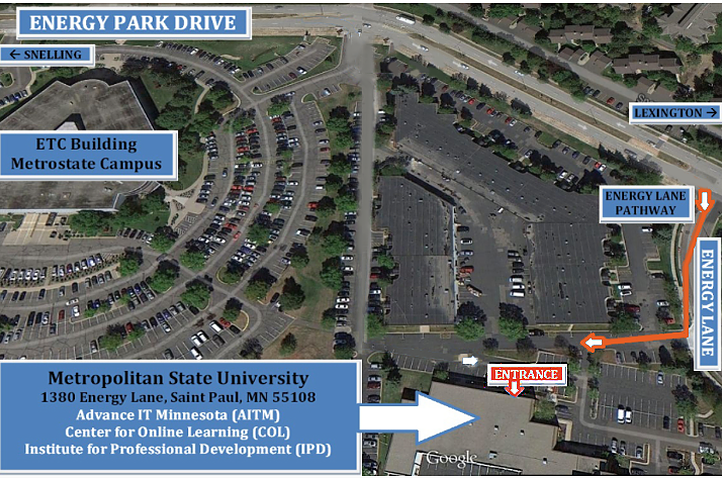 ENERGY PARK DRIVE
← SNELLING
ETC Building
Metrostate Campus
LEXINGTON →
ENERGY LANE
PATHWAY
ENERGY LANE
ENTRANCE
Metropolitan State University
1380 Energy Lane, Saint Paul, MN 55108
Advance IT Minnesota (AITM)
Center for Online Learning (COL)
Institute for Professional Development (IPD)
Google